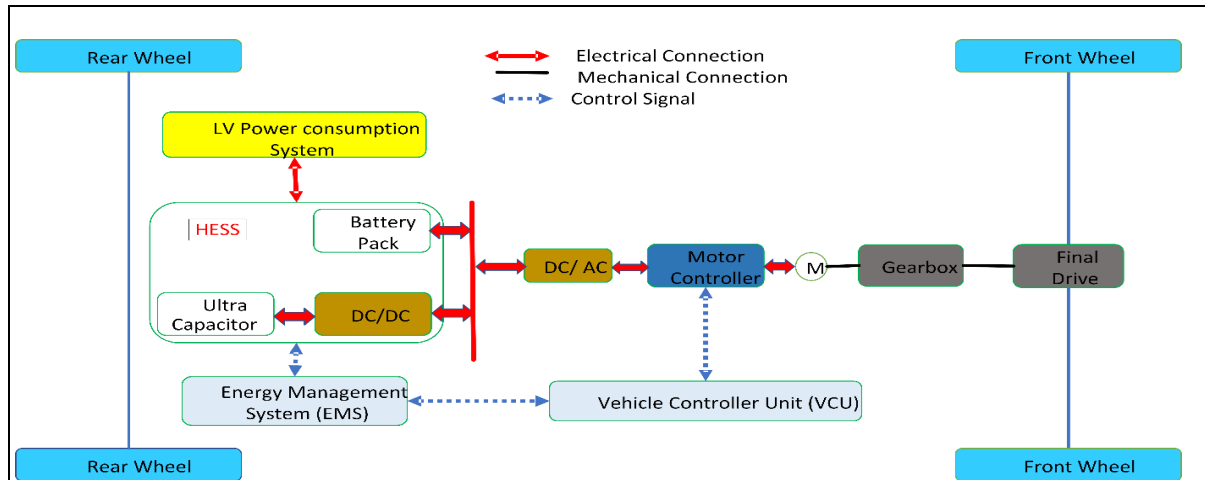 Rear Wheel
Front Wheel
Electrical Connection
Mechanical Connection
Control Signal
LV Power consumption
System
HESS
Battery
Pack
Ultra
Capacitor
DC/DC
DC/ AC
Motor
Controller
M
Gearbox
Final
Drive
Energy Management
System (EMS)
Vehicle Controller Unit (VCU)
Rear Wheel
Front Wheel